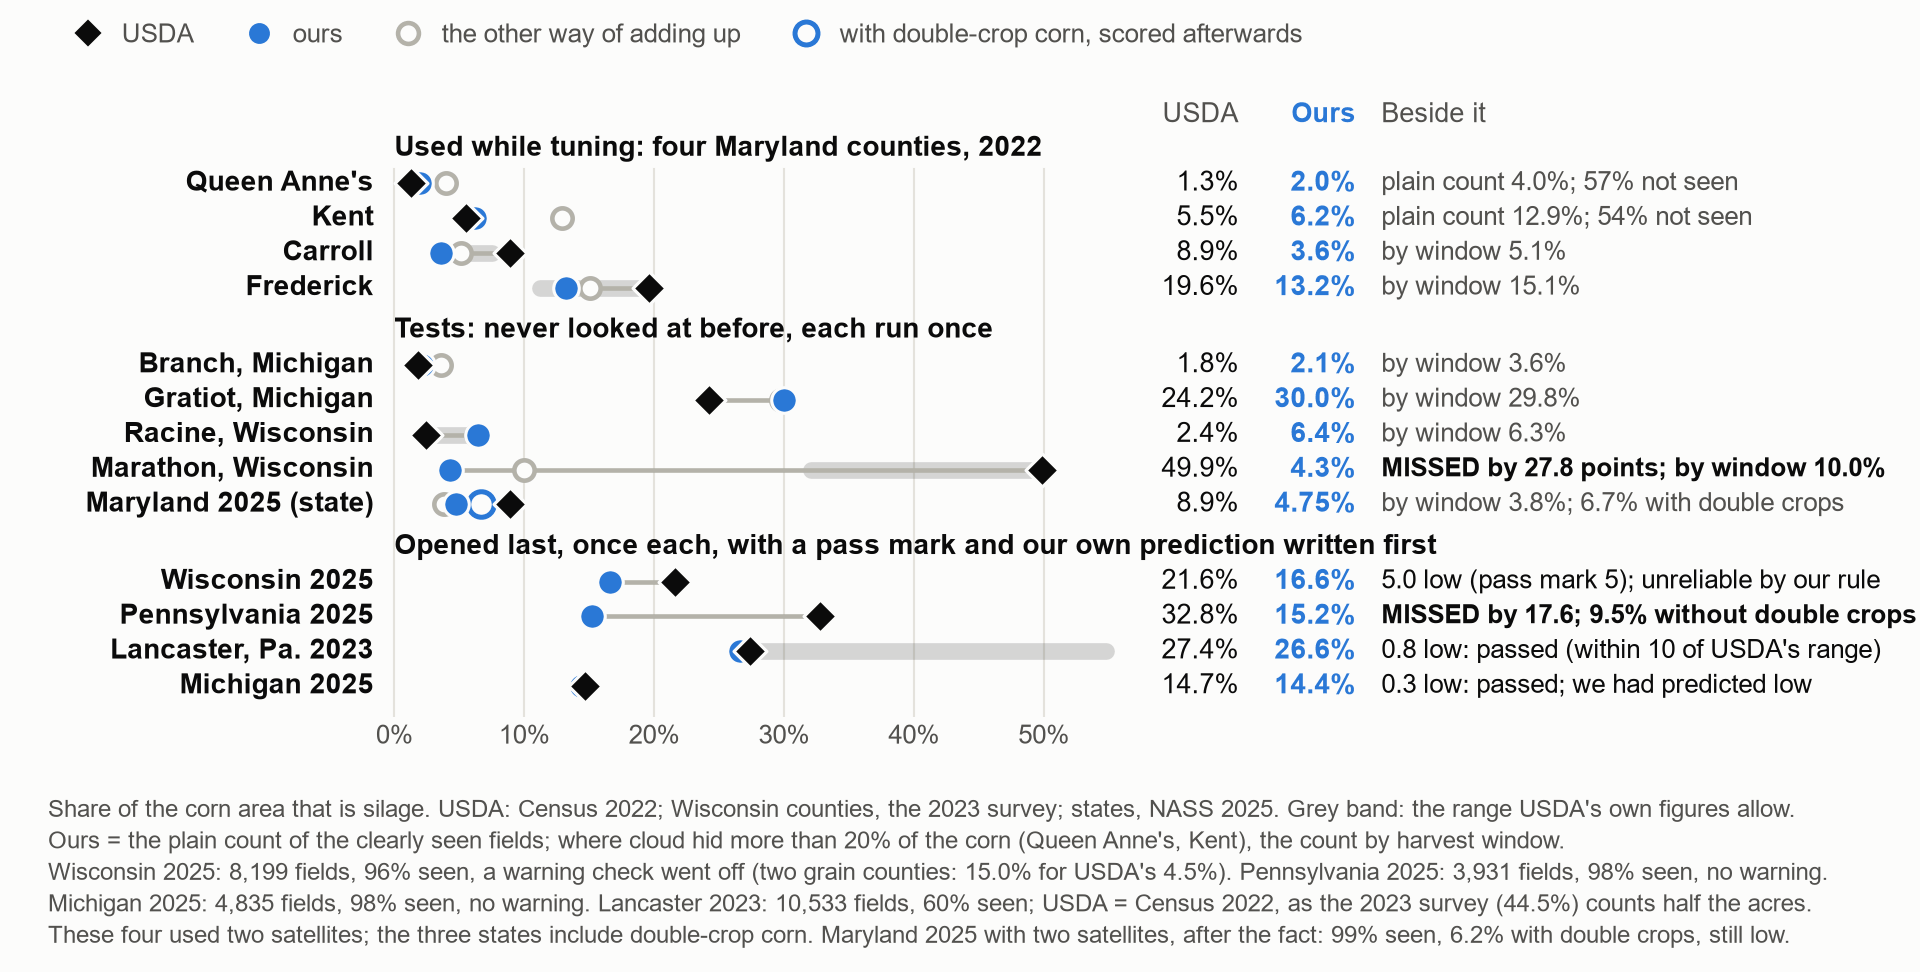 USDA ours the other way of adding up with double-crop corn, scored afterwards
USDA Ours Beside it
Used while tuning: four Maryland counties, 2022
Queen Anne's 1.3% 2.0% plain count 4.0%; 57% not seen
Kent 5.5% 6.2% plain count 12.9%; 54% not seen
Carroll 8.9% 3.6% by window 5.1%
Frederick 19.6% 13.2% by window 15.1%
Tests: never looked at before, each run once
Branch, Michigan 1.8% 2.1% by window 3.6%
Gratiot, Michigan 24.2% 30.0% by window 29.8%
Racine, Wisconsin 2.4% 6.4% by window 6.3%
Marathon, Wisconsin 49.9% 4.3% MISSED by 27.8 points; by window 10.0%
Maryland 2025 (state) 8.9% 4.75% by window 3.8%; 6.7% with double crops
Opened last, once each, with a pass mark and our own prediction written first
Wisconsin 2025 21.6% 16.6% 5.0 low (pass mark 5); unreliable by our rule
Pennsylvania 2025 32.8% 15.2% MISSED by 17.6; 9.5% without double crops
Lancaster, Pa. 2023 27.4% 26.6% 0.8 low: passed (within 10 of USDA's range)
Michigan 2025 14.7% 14.4% 0.3 low: passed; we had predicted low
0% 10% 20% 30% 40% 50%
Share of the corn area that is silage. USDA: Census 2022; Wisconsin counties, the 2023 survey; states, NASS 2025. Grey band: the range USDA's own figures allow.
Ours = the plain count of the clearly seen fields; where cloud hid more than 20% of the corn (Queen Anne's, Kent), the count by harvest window.
Wisconsin 2025: 8,199 fields, 96% seen, a warning check went off (two grain counties: 15.0% for USDA's 4.5%). Pennsylvania 2025: 3,931 fields, 98% seen, no warning.
Michigan 2025: 4,835 fields, 98% seen, no warning. Lancaster 2023: 10,533 fields, 60% seen; USDA = Census 2022, as the 2023 survey (44.5%) counts half the acres.
These four used two satellites; the three states include double-crop corn. Maryland 2025 with two satellites, after the fact: 99% seen, 6.2% with double crops, still low.